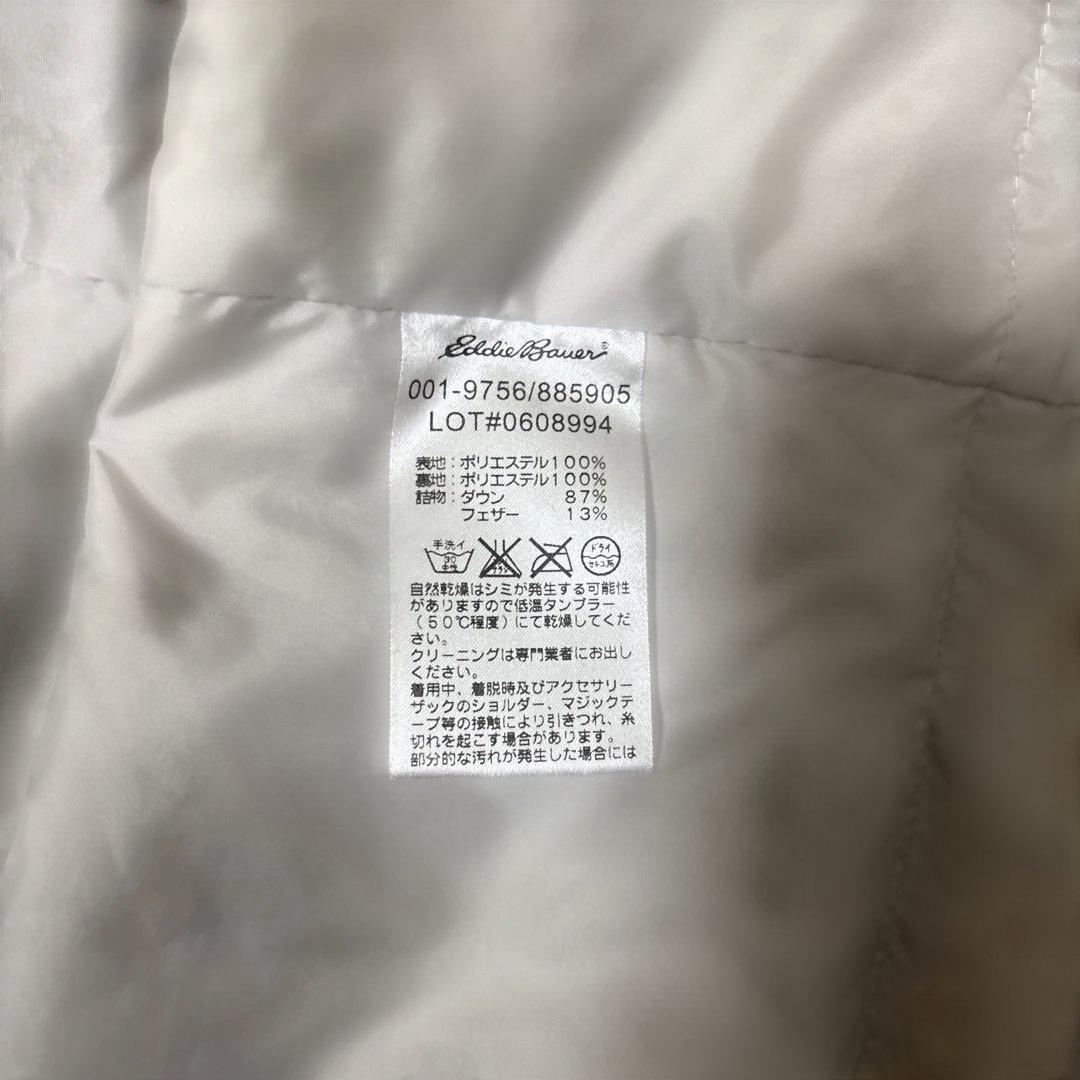 Eddie Bauer®
001-9756/885905
LOT#0608994
表地:ポリエステル100%
裏地:ポリエステル100%
詰物:ダウン 87%
フェザー 13%
手洗イ
30
中性
ドライ
セキユ系
自然乾燥はシミが発生する可能性
がありますので低温タンブラー
(50℃程度)にて乾燥してくだ
さい。
クリーニングは専門業者にお出し
ください。
着用中、着脱時及びアクセサリー
ザックのショルダー、マジックテ
ープ等の接触により引きつれ、糸
切れを起こす場合があります。
部分的な汚れが発生した場合には